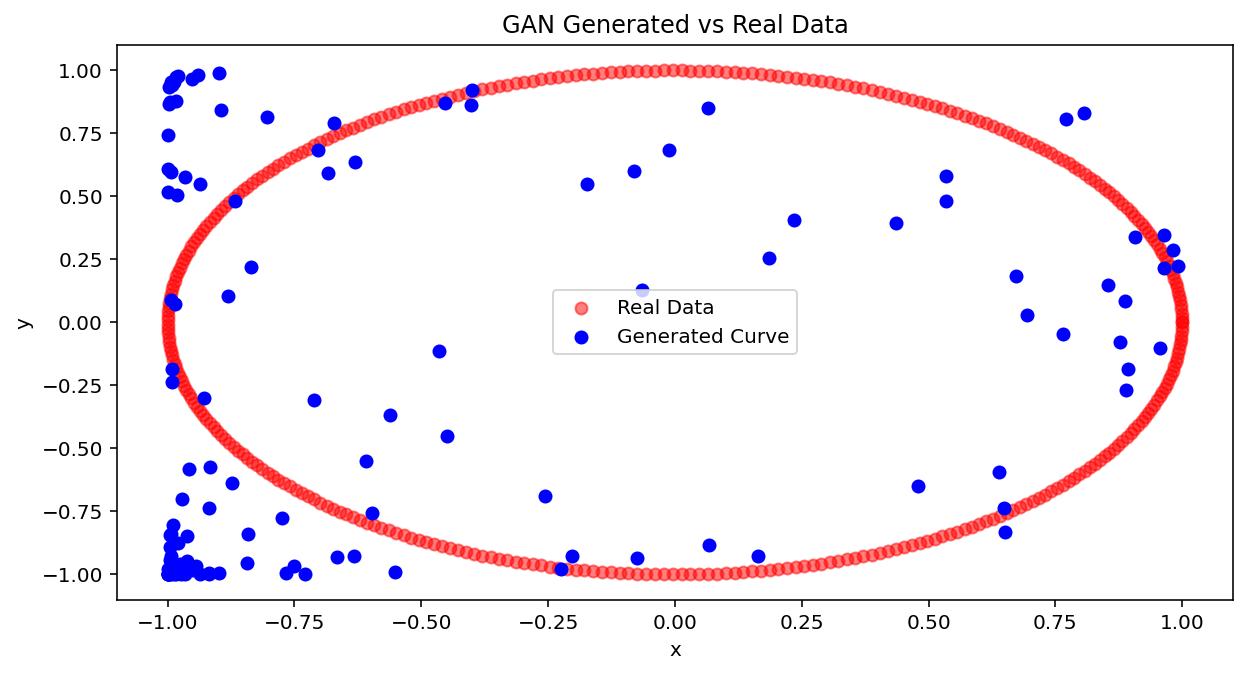 GAN Generated vs Real Data
1.00
0.75
0.50
0.25
0.00
−0.25
−0.50
−0.75
−1.00
y
Real Data
Generated Curve
−1.00 −0.75 −0.50 −0.25 0.00 0.25 0.50 0.75 1.00
x